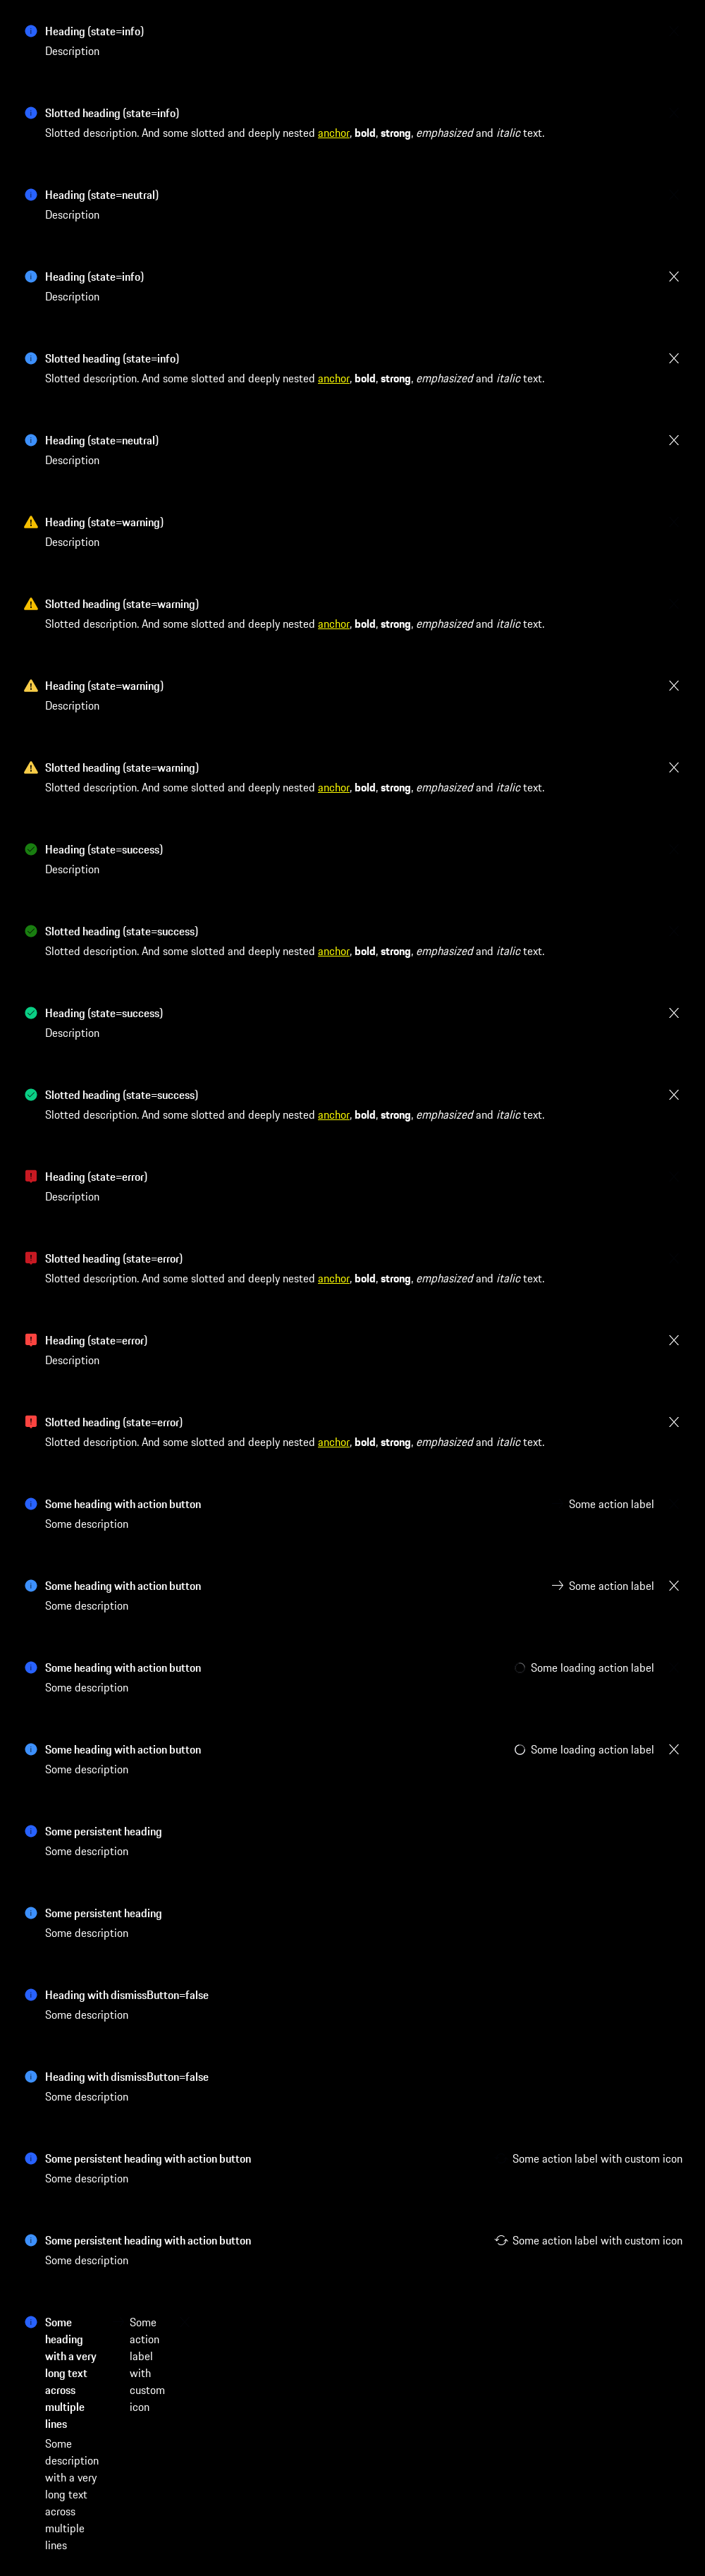 Heading (state=info)
Description
Slotted heading (state=info)
Slotted description. And some slotted and deeply nested anchor, bold, strong, emphasized and italic text.
Heading (state=neutral)
Description
Heading (state=info)
Description
Slotted heading (state=info)
Slotted description. And some slotted and deeply nested anchor, bold, strong, emphasized and italic text.
Heading (state=neutral)
Description
Heading (state=warning)
Description
Slotted heading (state=warning)
Slotted description. And some slotted and deeply nested anchor, bold, strong, emphasized and italic text.
Heading (state=warning)
Description
Slotted heading (state=warning)
Slotted description. And some slotted and deeply nested anchor, bold, strong, emphasized and italic text.
Heading (state=success)
Description
Slotted heading (state=success)
Slotted description. And some slotted and deeply nested anchor, bold, strong, emphasized and italic text.
Heading (state=success)
Description
Slotted heading (state=success)
Slotted description. And some slotted and deeply nested anchor, bold, strong, emphasized and italic text.
Heading (state=error)
Description
Slotted heading (state=error)
Slotted description. And some slotted and deeply nested anchor, bold, strong, emphasized and italic text.
Heading (state=error)
Description
Slotted heading (state=error)
Slotted description. And some slotted and deeply nested anchor, bold, strong, emphasized and italic text.
Some heading with action button
Some action label
Some description
Some heading with action button
Some action label
Some description
Some heading with action button
Some loading action label
Some description
Some heading with action button
Some loading action label
Some description
Some persistent heading
Some description
Some persistent heading
Some description
Heading with dismissButton=false
Some description
Heading with dismissButton=false
Some description
Some persistent heading with action button
Some action label with custom icon
Some description
Some persistent heading with action button
Some action label with custom icon
Some description
Some
heading
with a very
long text
across
multiple
lines
Some
description
with a very
long text
across
multiple
lines
Some
action
label
with
custom
icon